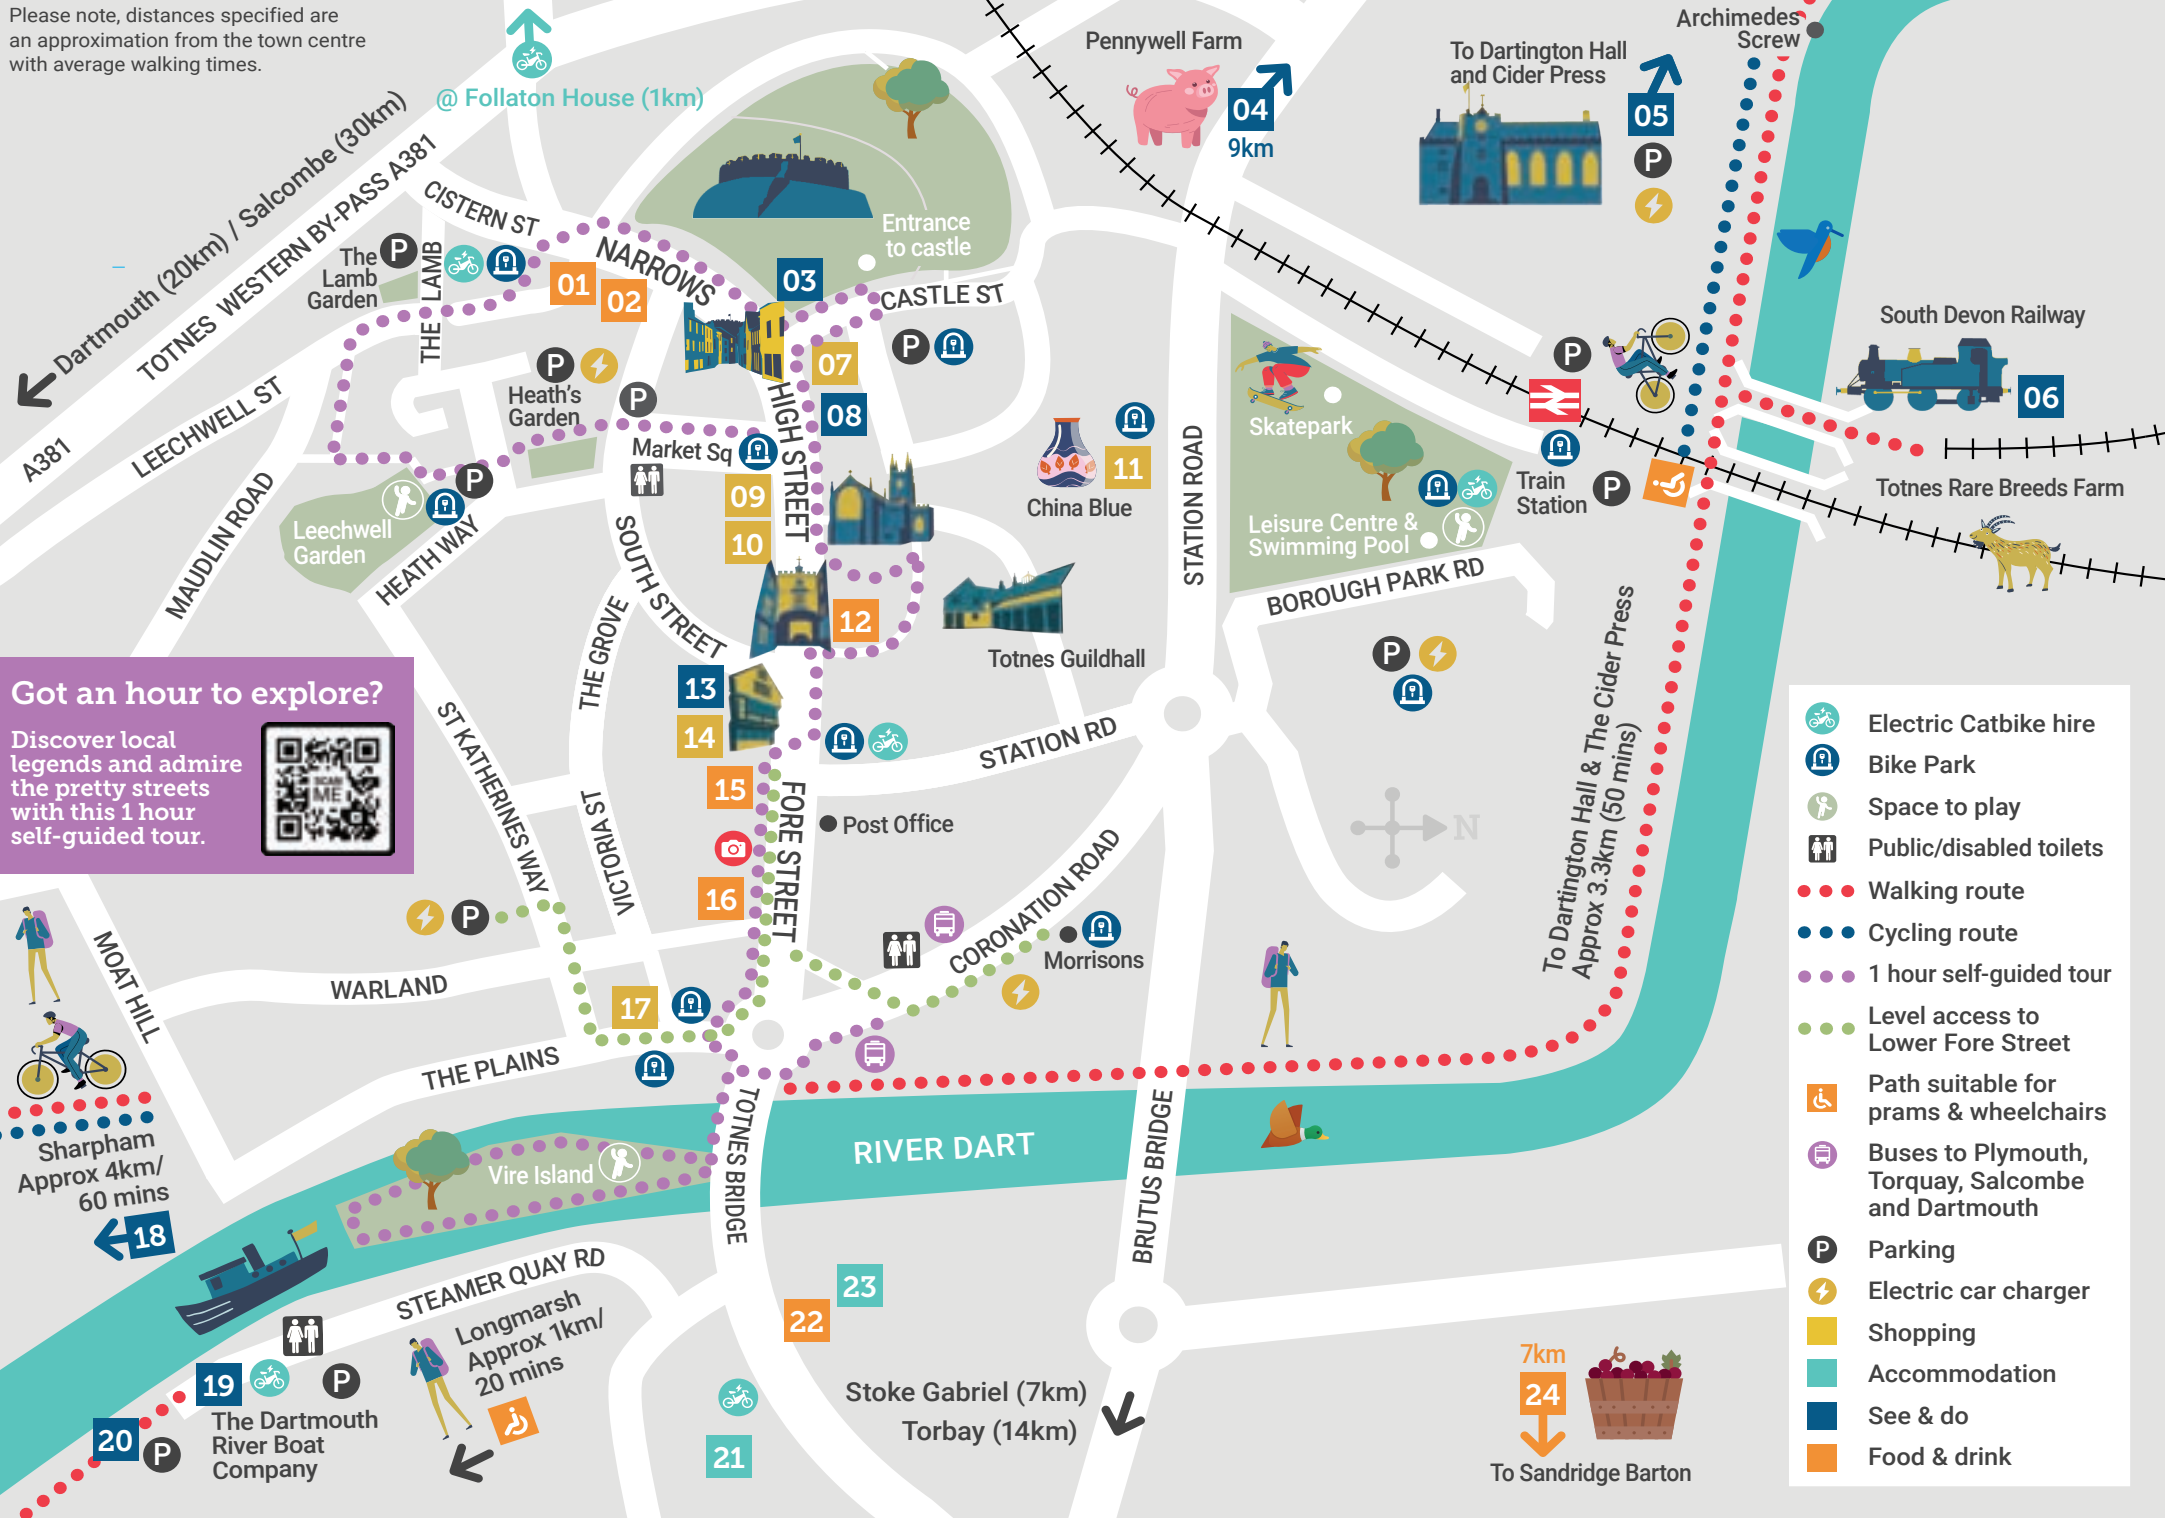 Please note, distances specified are
an approximation from the town centre
with average walking times.
@ Follaton House (1km)
Dartmouth (20km) / Salcombe (30km)
TOTNES WESTERN BY-PASS A381
A381
CISTERN ST
NARROWS
The
Lamb
Garden
P
THE LAMB
01
02
03
Entrance
to castle
CASTLE ST
Pennywell Farm
04
9km
To Dartington Hall
and Cider Press
05
P
Archimedes
Screw
South Devon Railway
06
Totnes Rare Breeds Farm
LEECHWELL ST
MAUDLIN ROAD
P
Heath's
Garden
P
Market Sq
HIGH STREET
07
08
09
10
P
P
Leechwell
Garden
HEATH WAY
SOUTH STREET
THE GROVE
China Blue
11
STATION ROAD
Skatepark
Leisure Centre &
Swimming Pool
BOROUGH PARK RD
P
Train
Station
P
12
Totnes Guildhall
P
13
14
15
16
STATION RD
FORE STREET
Post Office
Got an hour to explore?
Discover local
legends and admire
the pretty streets
with this 1 hour
self-guided tour.
SCAN
ME
ST KATHERINES WAY
VICTORIA ST
P
WARLAND
MOAT HILL
17
THE PLAINS
CORONATION ROAD
Morrisons
N
To Dartington Hall & The Cider Press
Approx 3.3km (50 mins)
Sharpham
Approx 4km/
60 mins
18
Vire Island
TOTNES BRIDGE
RIVER DART
BRUTUS BRIDGE
STEAMER QUAY RD
Longmarsh
Approx 1km/
20 mins
19
P
The Dartmouth
River Boat
Company
20
P
21
22
23
Stoke Gabriel (7km)
Torbay (14km)
7km
24
To Sandridge Barton
Electric Catbike hire
Bike Park
Space to play
Public/disabled toilets
Walking route
Cycling route
1 hour self-guided tour
Level access to
Lower Fore Street
Path suitable for
prams & wheelchairs
Buses to Plymouth,
Torquay, Salcombe
and Dartmouth
P
Parking
Electric car charger
Shopping
Accommodation
See & do
Food & drink